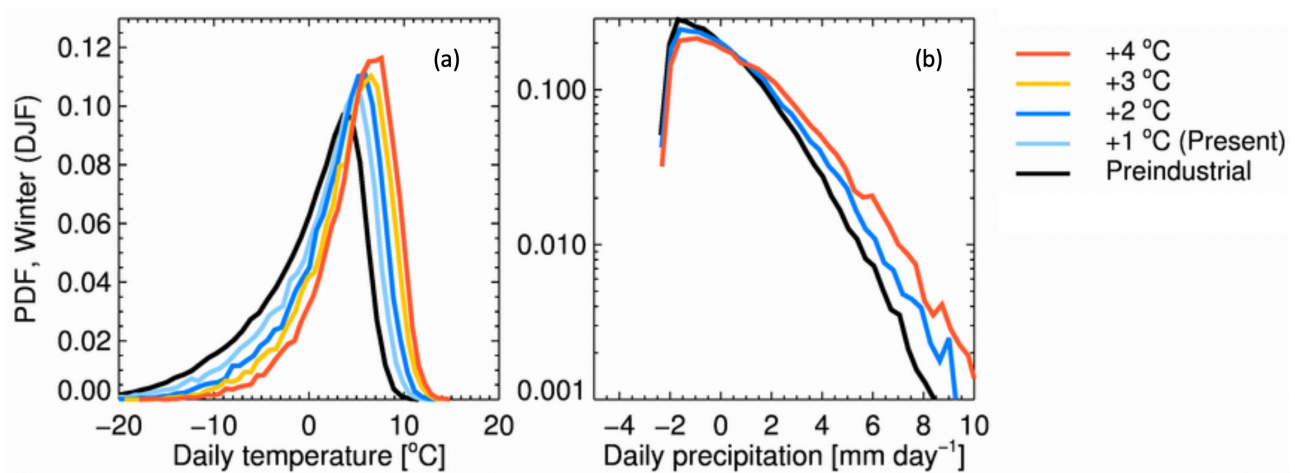 PDF, Winter (DJF)
0.12
0.10
0.08
0.06
0.04
0.02
0.00
(a)
−20 −10 0 10 20
Daily temperature [°C]
0.100
0.010
0.001
(b)
−4 −2 0 2 4 6 8 10
Daily precipitation [mm day⁻¹]
+4 °C
+3 °C
+2 °C
+1 °C (Present)
Preindustrial